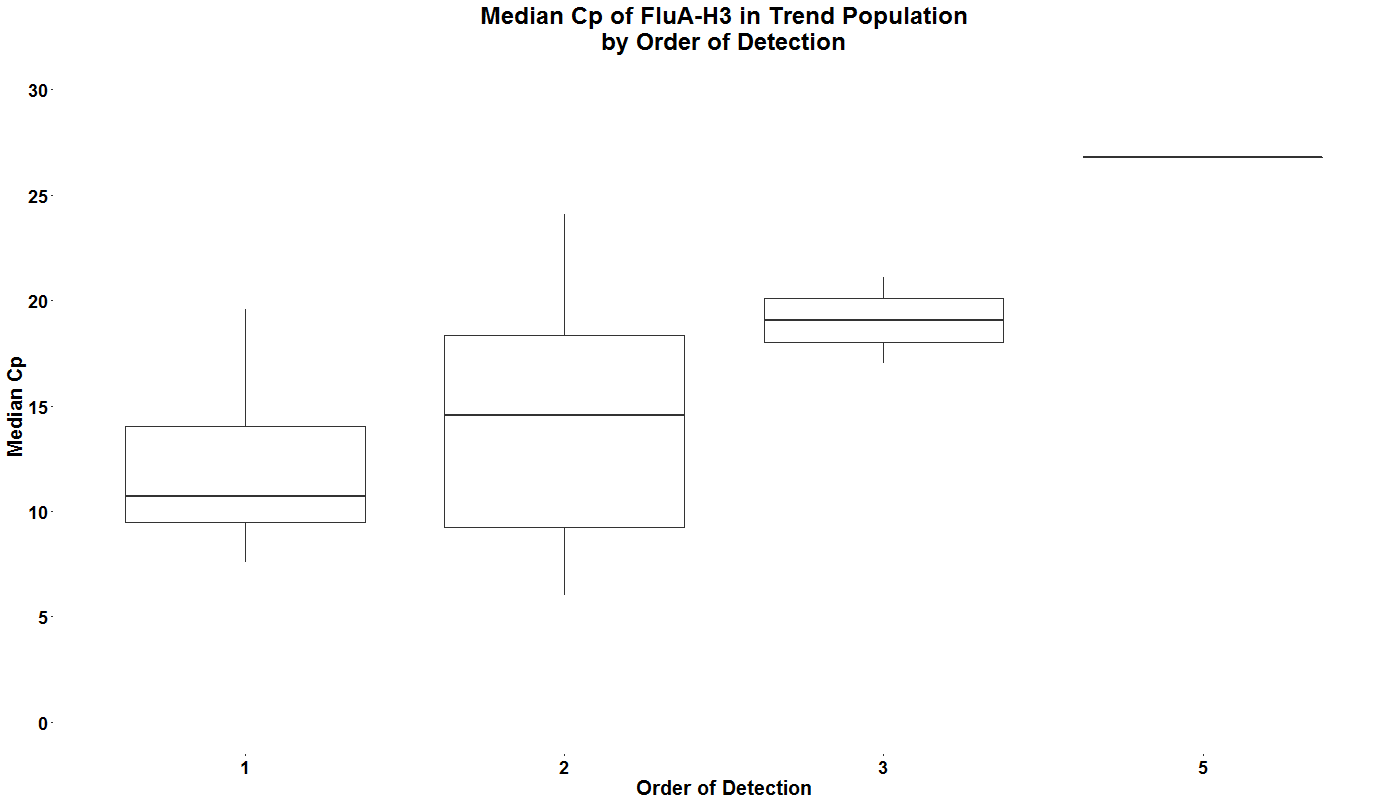 Median Cp of FluA-H3 in Trend Population
by Order of Detection
30
25
20
15
10
5
0
Median Cp
1 2 3 5
Order of Detection